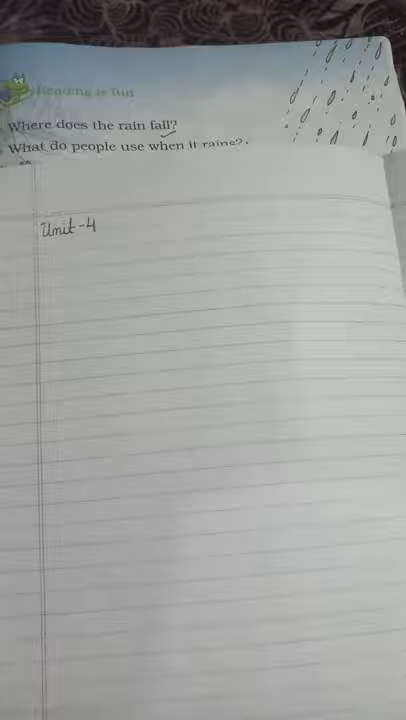 Reading is fun
Where does the rain fall?
What do people use when it rains?
Unit-4